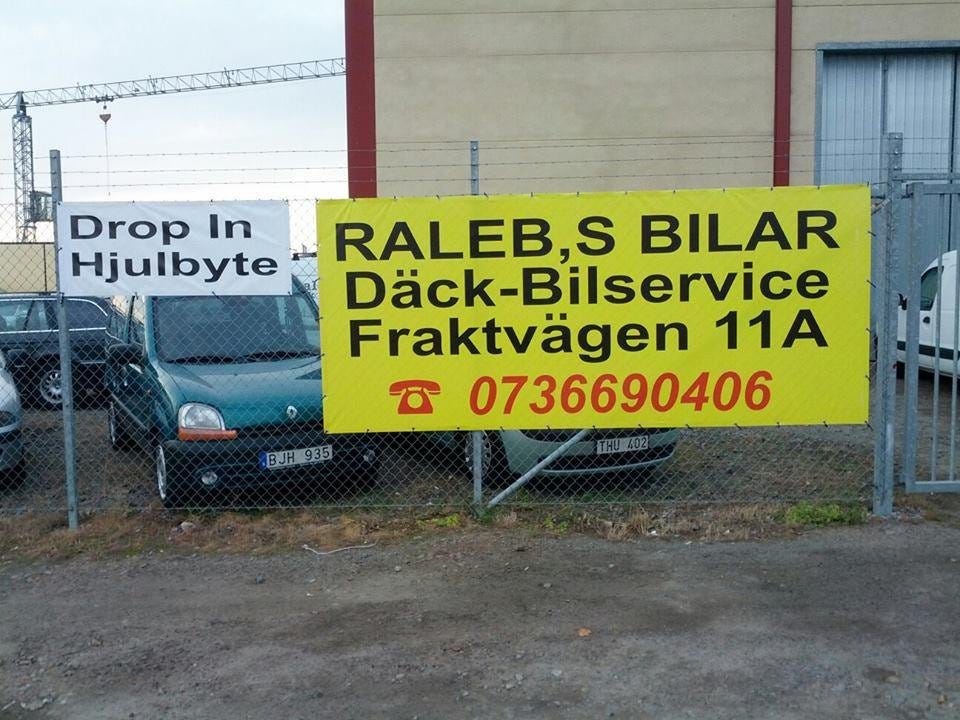 Drop In
Hjulbyte
RALEB,S BILAR
Däck-Bilservice
Fraktvägen 11A
0736690406
BJH 935
THU 402